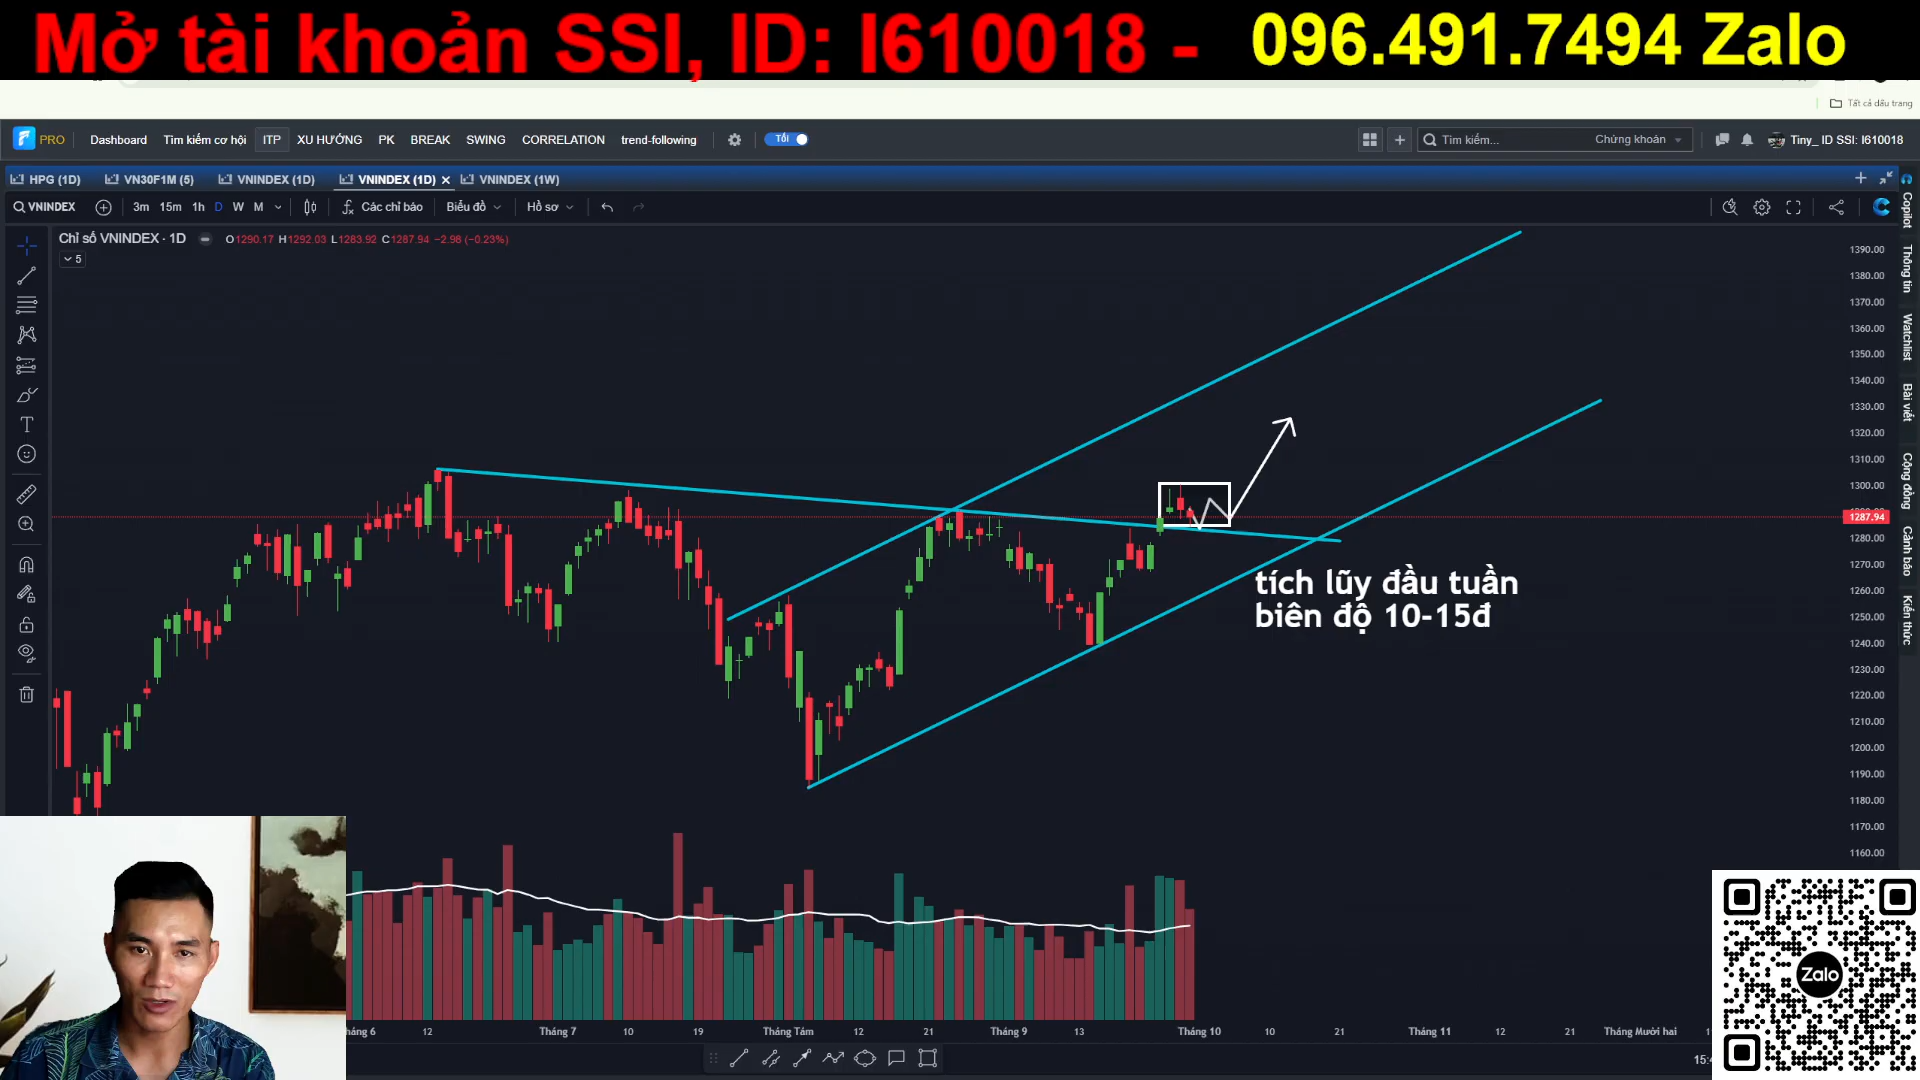 Mở tài khoản SSI, ID: I610018 - 096.491.7494 Zalo
Tất cả dấu trang
PRO Dashboard Tìm kiếm cơ hội ITP XU HƯỚNG PK BREAK SWING CORRELATION trend-following Tối Tìm kiếm... Chứng khoán Tiny_ ID SSI: I610018
HPG (1D) VN30F1M (5) VNINDEX (1D) VNINDEX (1D) VNINDEX (1W)
VNINDEX 3m 15m 1h D W M Các chỉ báo Biểu đồ Hồ sơ
Chỉ số VNINDEX · 1D O1290.17 H1292.03 L1283.92 C1287.94 −2.98 (−0.23%)
5
1390.00
1380.00
1370.00
1360.00
1350.00
1340.00
1330.00
1320.00
1310.00
1300.00
1287.94
1280.00
1270.00
1260.00
1250.00
1240.00
1230.00
1220.00
1210.00
1200.00
1190.00
1180.00
1170.00
1160.00
Copilot
Thông tin
Watchlist
Bài viết
Cộng đồng
Cảnh báo
Kiến thức
tích lũy đầu tuần
biên độ 10-15đ
12 Tháng 7 10 19 Tháng Tám 12 21 Tháng 9 13 Tháng 10 10 21 Tháng 11 12 21 Tháng Mười hai
Zalo